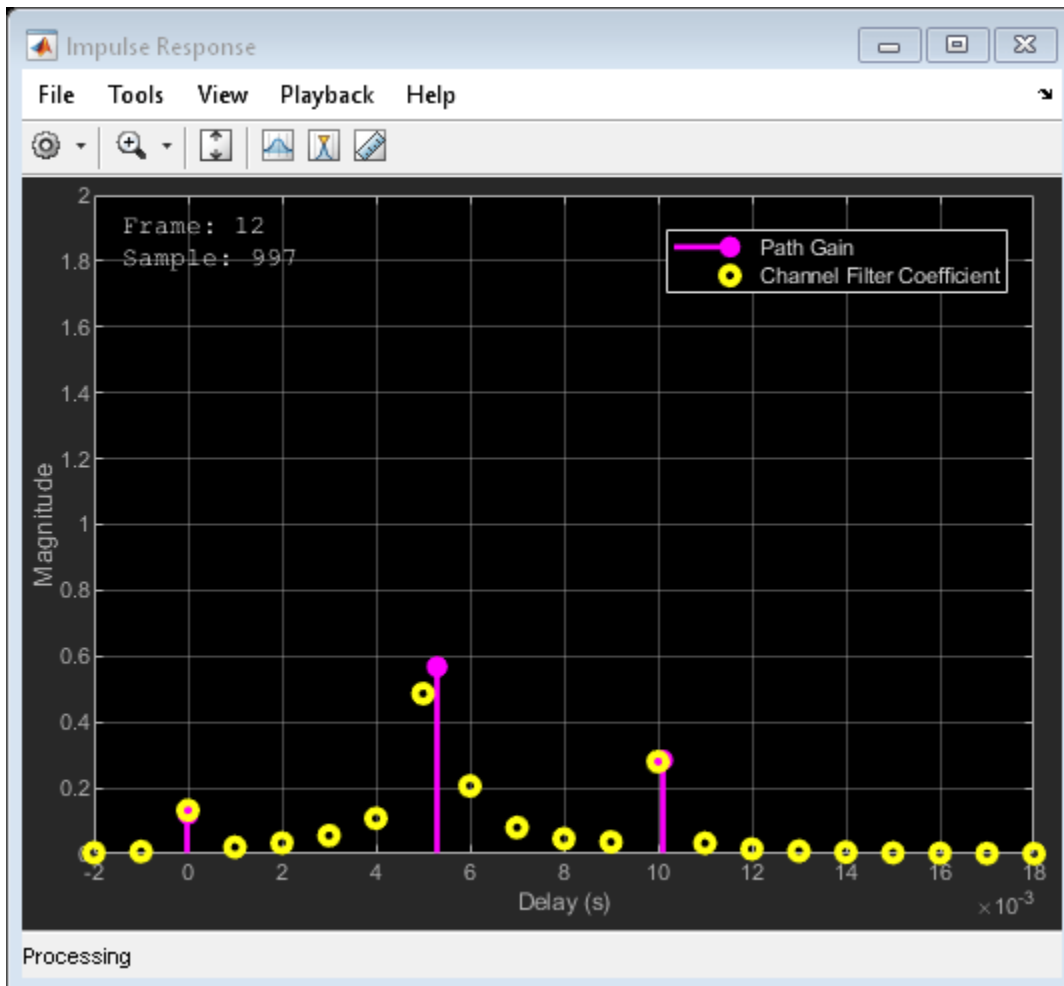 Impulse Response
File Tools View Playback Help
Frame: 12
Sample: 997
Path Gain
Channel Filter Coefficient
2
1.8
1.6
1.4
1.2
1
0.8
0.6
0.4
0.2
0
Magnitude
-2 0 2 4 6 8 10 12 14 16 18
Delay (s)
×10-3
Processing